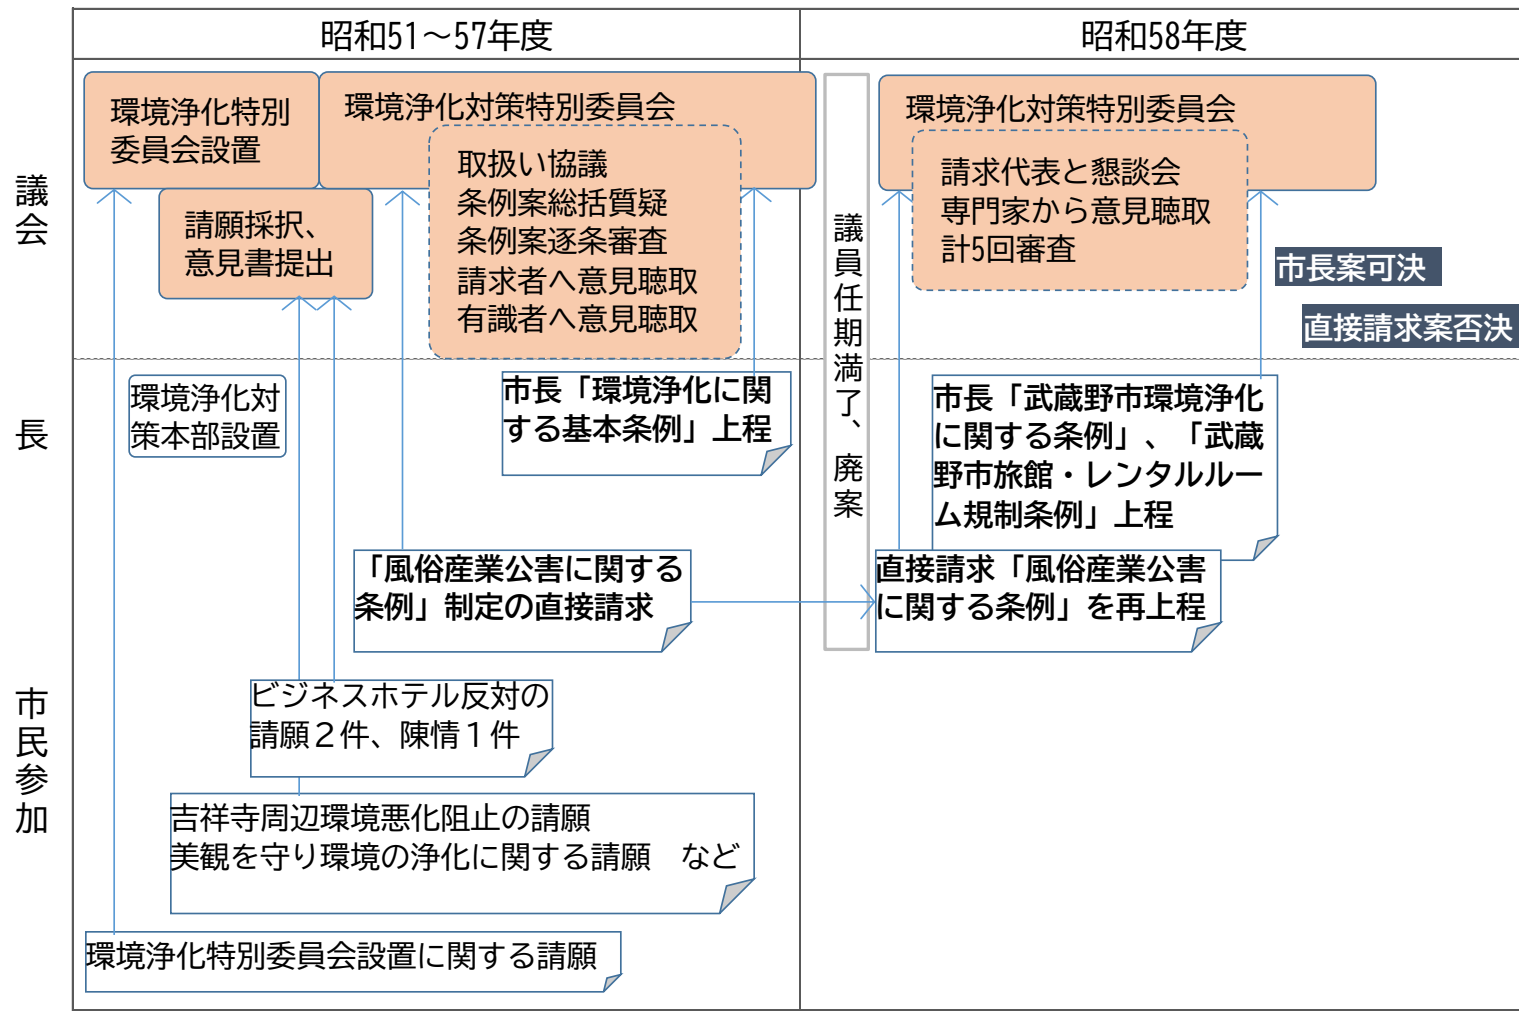 昭和51～57年度
昭和58年度
議会
環境浄化特別
委員会設置
環境浄化対策特別委員会
取扱い協議
条例案総括質疑
条例案逐条審査
請求者へ意見聴取
有識者へ意見聴取
請願採択、
意見書提出
議員任期満了、廃案
環境浄化対策特別委員会
請求代表と懇談会
専門家から意見聴取
計5回審査
市長案可決
直接請求案否決
長
環境浄化対
策本部設置
市長「環境浄化に関
する基本条例」上程
市長「武蔵野市環境浄化
に関する条例」、「武蔵
野市旅館・レンタルルー
ム規制条例」上程
「風俗産業公害に関する
条例」制定の直接請求
直接請求「風俗産業公害
に関する条例」を再上程
市民参加
ビジネスホテル反対の
請願２件、陳情１件
吉祥寺周辺環境悪化阻止の請願
美観を守り環境の浄化に関する請願　など
環境浄化特別委員会設置に関する請願